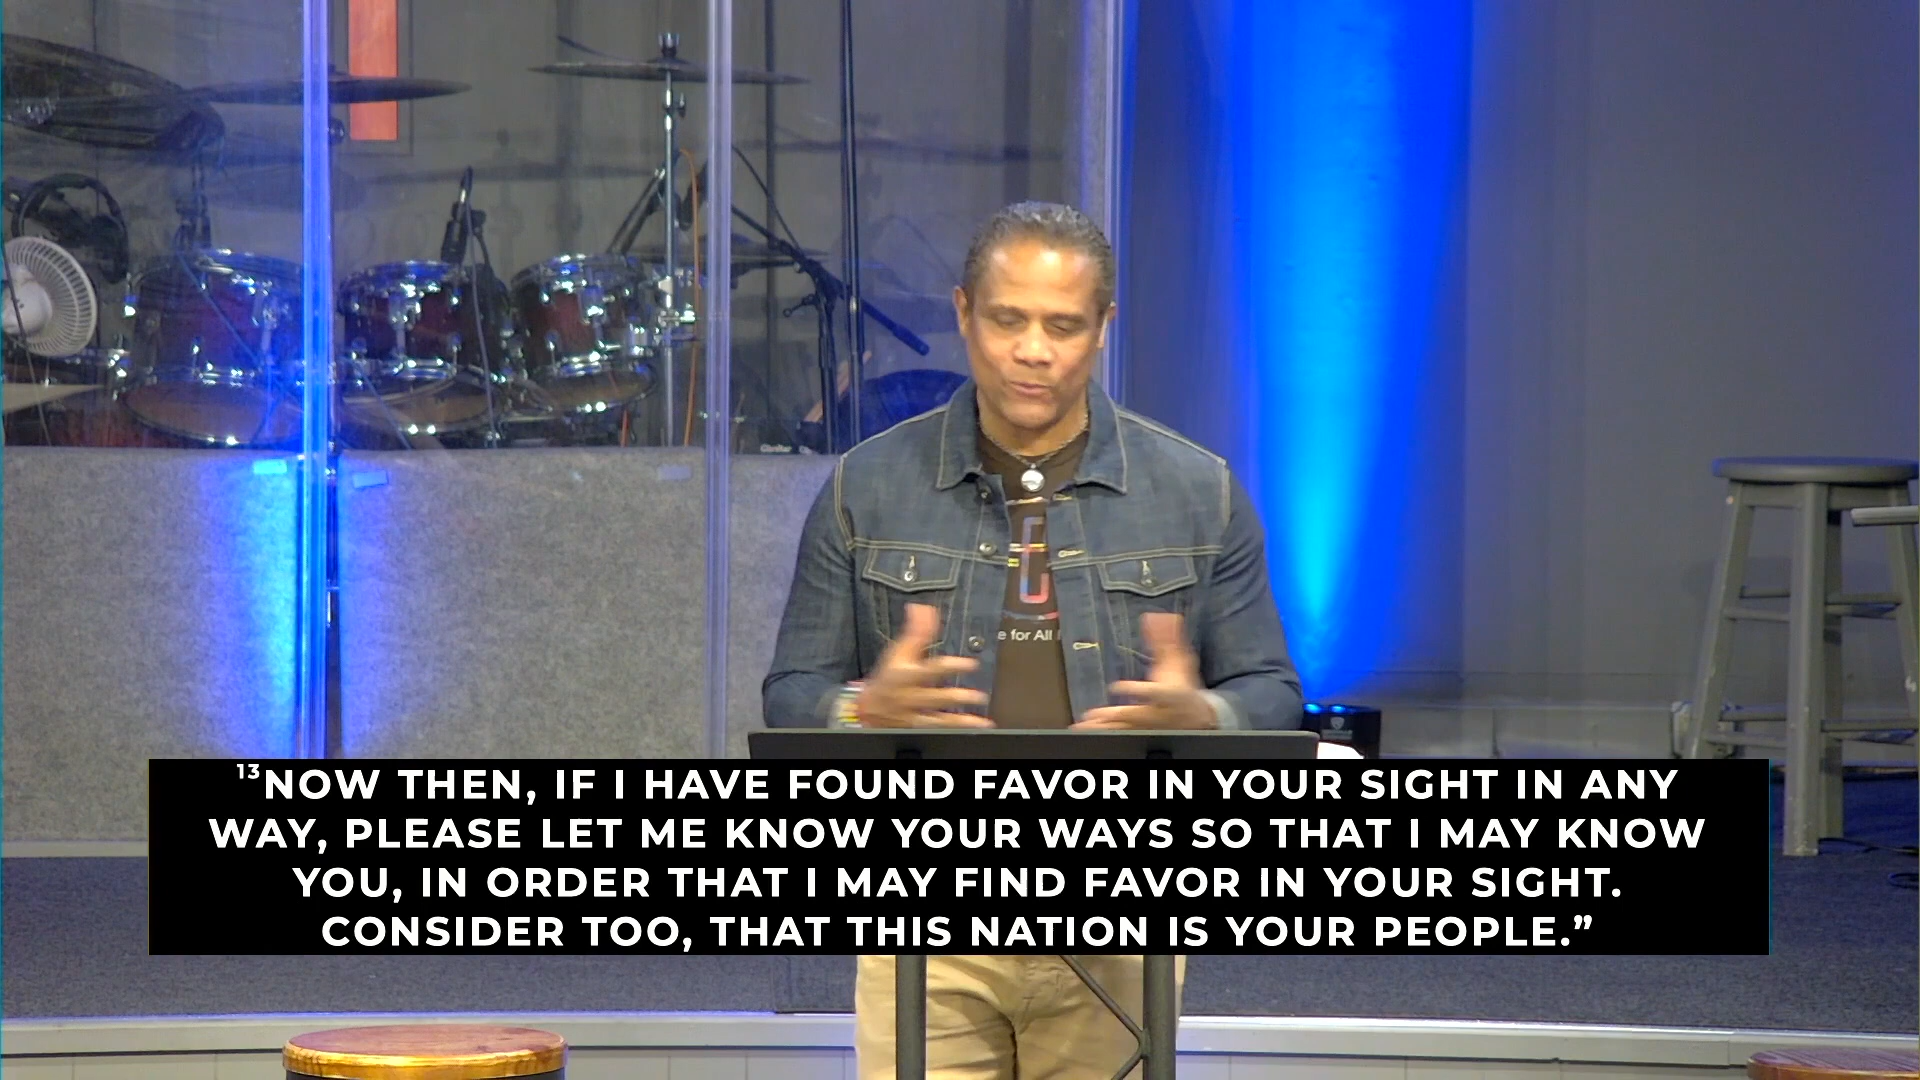 E
e for All
¹³NOW THEN, IF I HAVE FOUND FAVOR IN YOUR SIGHT IN ANY
WAY, PLEASE LET ME KNOW YOUR WAYS SO THAT I MAY KNOW
YOU, IN ORDER THAT I MAY FIND FAVOR IN YOUR SIGHT.
CONSIDER TOO, THAT THIS NATION IS YOUR PEOPLE.”